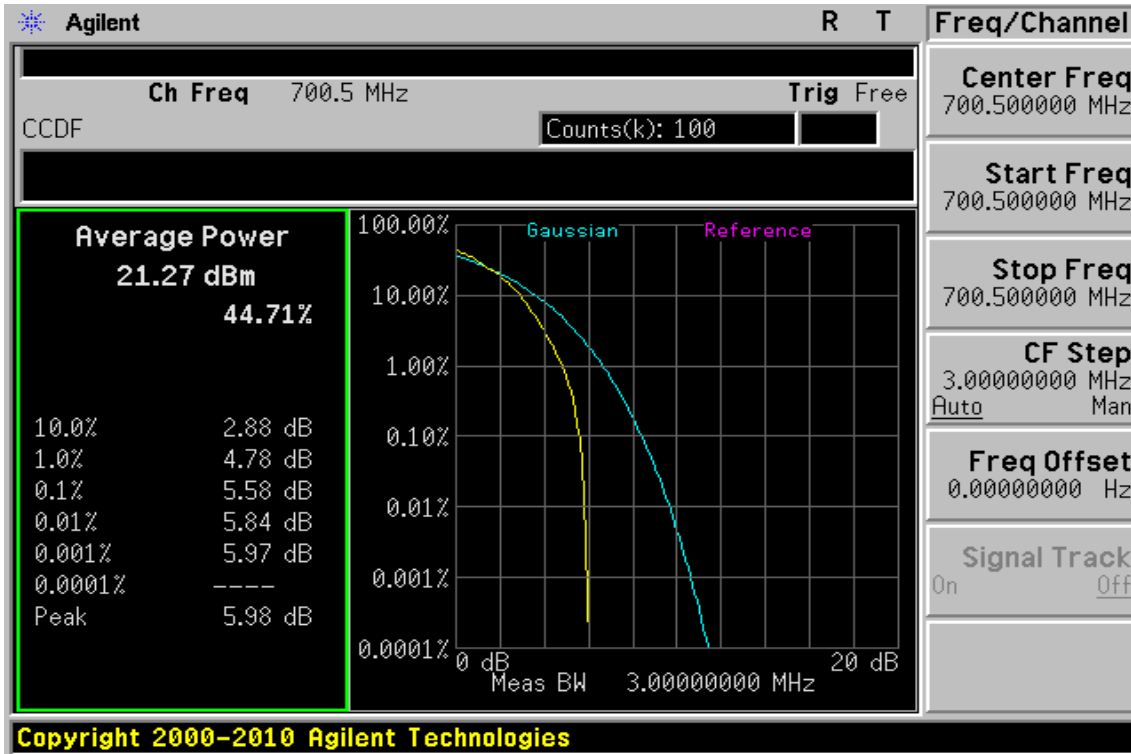 Agilent R T
Ch Freq 700.5 MHz Trig Free
CCDF Counts(k): 100
Average Power
21.27 dBm
44.71%
10.0% 2.88 dB
1.0% 4.78 dB
0.1% 5.58 dB
0.01% 5.84 dB
0.001% 5.97 dB
0.0001% ----
Peak 5.98 dB
Gaussian Reference
100.00%
10.00%
1.00%
0.10%
0.01%
0.001%
0.0001%
0 dB 20 dB
Meas BW 3.00000000 MHz
Freq/Channel
Center Freq
700.500000 MHz
Start Freq
700.500000 MHz
Stop Freq
700.500000 MHz
CF Step
3.00000000 MHz
Auto Man
Freq Offset
0.00000000 Hz
Signal Track
On Off
Copyright 2000-2010 Agilent Technologies